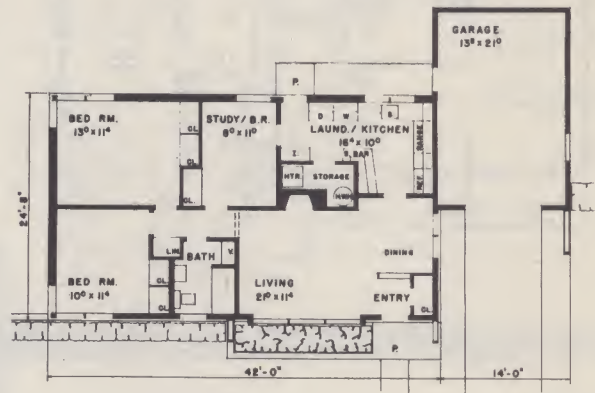 GARAGE
13⁸ × 21⁰
P.
BED RM.
13⁰ × 11⁴
CL.
CL.
CL.
STUDY / B.R.
8⁰ × 11⁰
D W
S
LAUND. / KITCHEN
16⁴ × 10⁰
S. BAR
RANGE
REF.
HTR.
STORAGE
H.W.H.
24'-8"
BATH
LIN.
V.
DINING
BED RM.
10⁰ × 11⁴
CL.
CL.
LIVING
21⁰ × 11⁴
ENTRY
CL.
P.
42'-0"
14'-0"